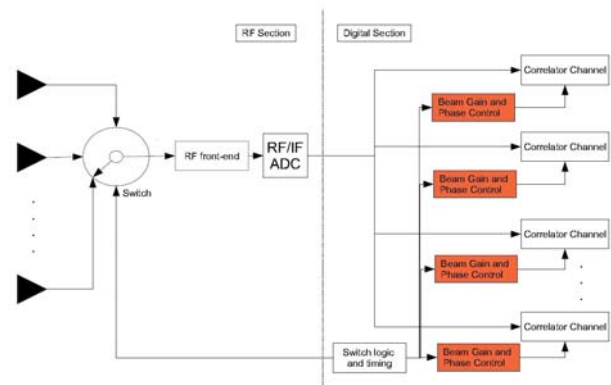 RF Section
Digital Section
Correlator Channel
Beam Gain and
Phase Control
Correlator Channel
RF front-end
RF/IF
ADC
Switch
Beam Gain and
Phase Control
Correlator Channel
Beam Gain and
Phase Control
Correlator Channel
Switch logic
and timing
Beam Gain and
Phase Control